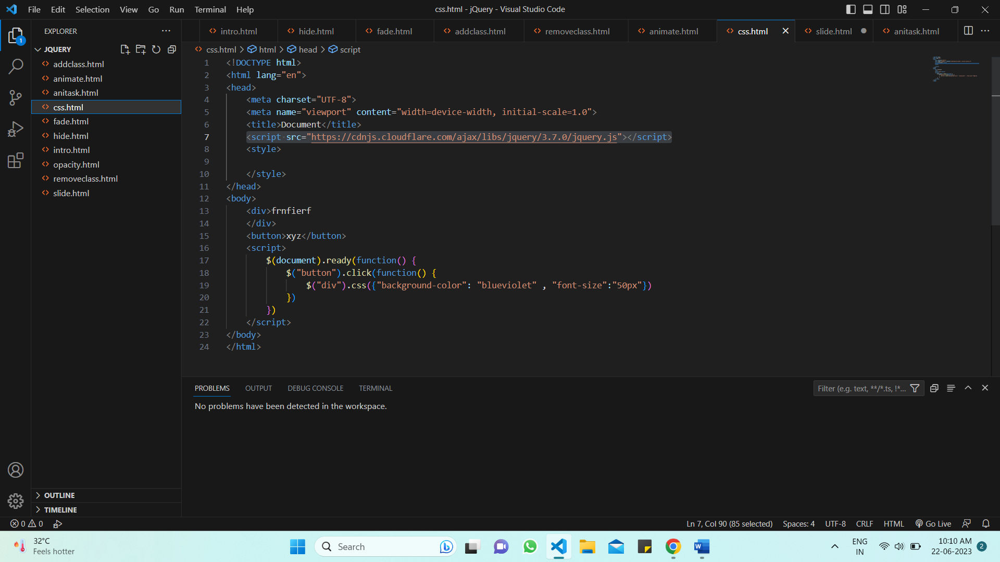 File Edit Selection View Go Run Terminal Help
css.html - jQuery - Visual Studio Code
EXPLORER
1
JQUERY
addclass.html
animate.html
anitask.html
css.html
fade.html
hide.html
intro.html
opacity.html
removeclass.html
slide.html
OUTLINE
TIMELINE
intro.html hide.html fade.html addclass.html removeclass.html animate.html css.html slide.html anitask.html
css.html > html > head > script
1 <!DOCTYPE html>
2 <html lang="en">
3 <head>
4 <meta charset="UTF-8">
5 <meta name="viewport" content="width=device-width, initial-scale=1.0">
6 <title>Document</title>
7 <script src="https://cdnjs.cloudflare.com/ajax/libs/jquery/3.7.0/jquery.js"></script>
8 <style>
9
10 </style>
11 </head>
12 <body>
13 <div>frnfierf
14 </div>
15 <button>xyz</button>
16 <script>
17 $(document).ready(function() {
18 $("button").click(function() {
19 $("div").css({"background-color": "blueviolet" , "font-size":"50px"})
20 })
21 })
22 </script>
23 </body>
24 </html>
PROBLEMS OUTPUT DEBUG CONSOLE TERMINAL
Filter (e.g. text, **/*.ts, !*...
No problems have been detected in the workspace.
0 0
Ln 7, Col 90 (85 selected) Spaces: 4 UTF-8 CRLF HTML Go Live
32°C
Feels hotter
Search
W
ENG
IN
10:10 AM
22-06-2023
2